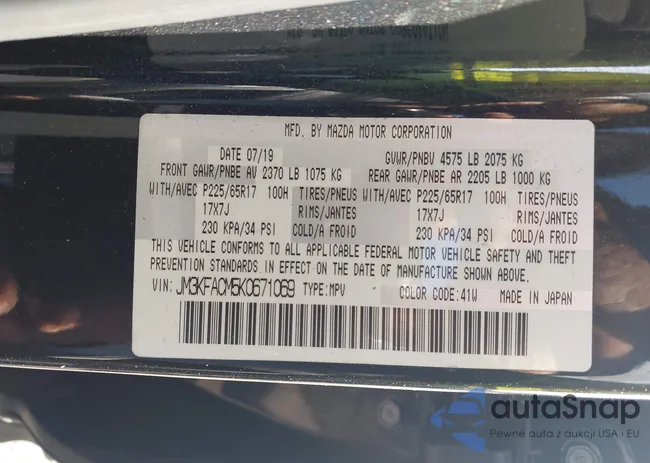 MFD. BY MAZDA MOTOR CORPORATION
DATE 07/19 GVWR/PNBV 4575 LB 2075 KG
FRONT GAWR/PNBE AV 2370 LB 1075 KG REAR GAWR/PNBE AR 2205 LB 1000 KG
WITH/AVEC P225/65R17 100H TIRES/PNEUS WITH/AVEC P225/65R17 100H TIRES/PNEUS
17X7J RIMS/JANTES 17X7J RIMS/JANTES
230 KPA/34 PSI COLD/A FROID 230 KPA/34 PSI COLD/A FROID
THIS VEHICLE CONFORMS TO ALL APPLICABLE FEDERAL MOTOR VEHICLE SAFETY AND THEFT
PREVENTION STANDARDS IN EFFECT ON THE DATE OF MANUFACTURE SHOWN ABOVE.
VIN: JM3KFACM5K0671069 TYPE: MPV COLOR CODE: 41W MADE IN JAPAN
autaSnap
Pewne auta z aukcji USA i EU